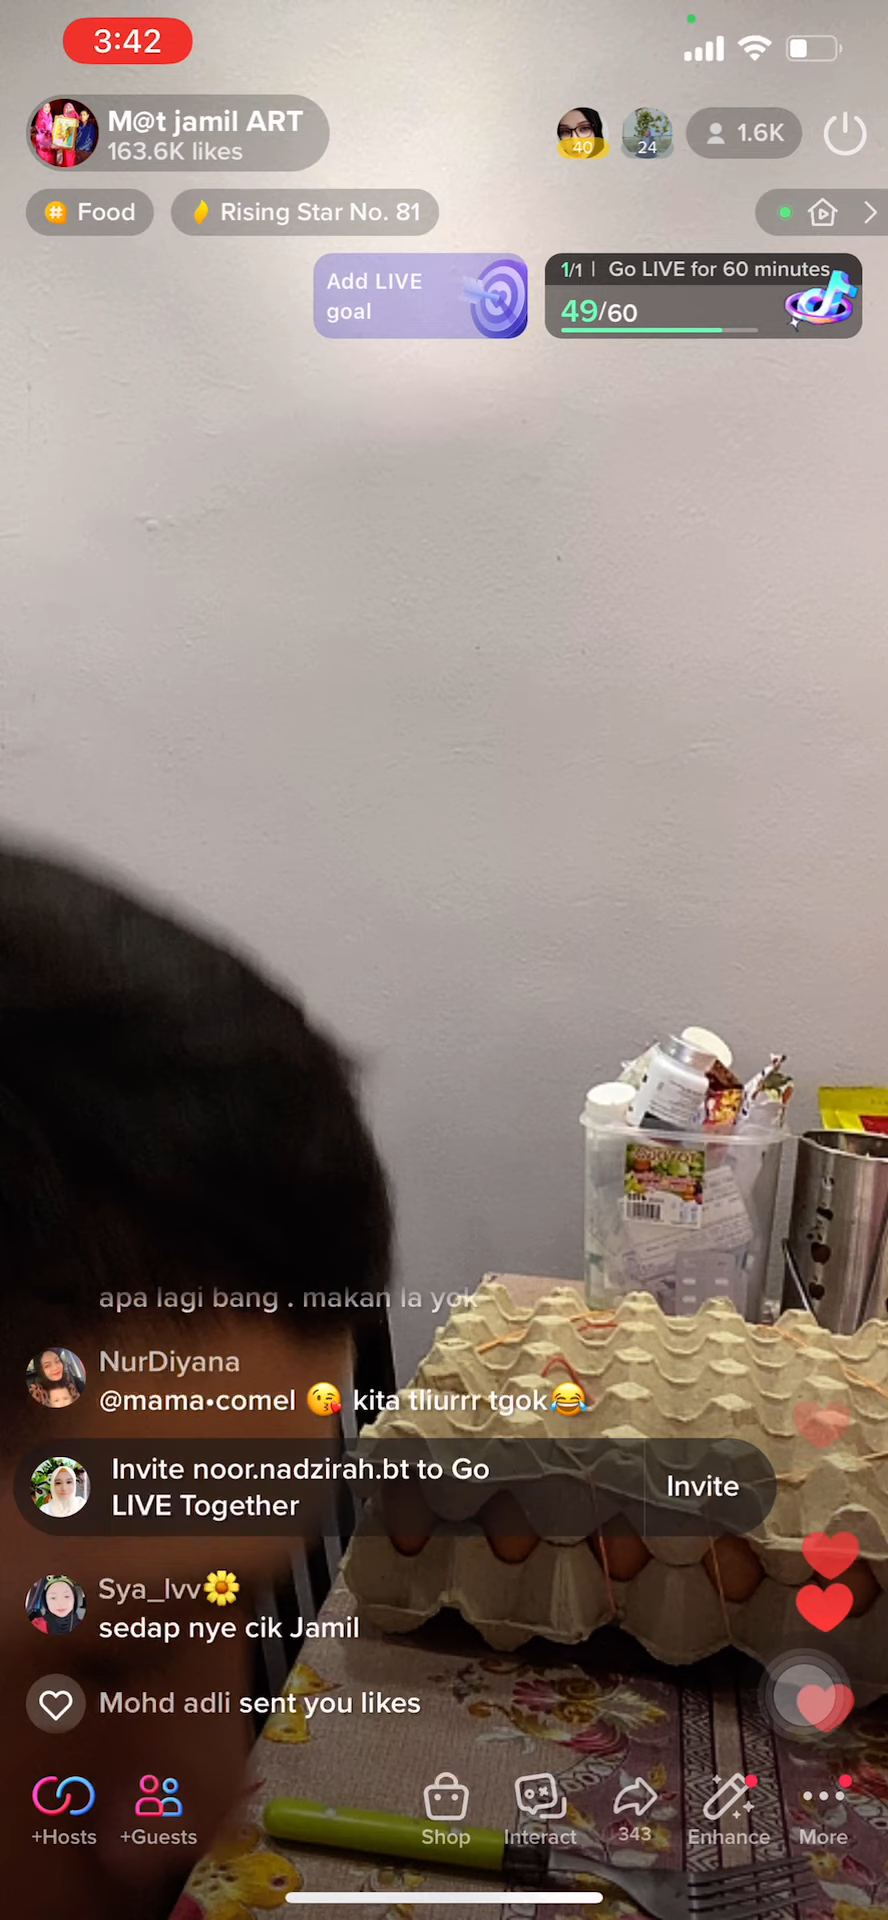 3:42
M@t jamil ART
163.6K likes
40
24
1.6K
# Food
Rising Star No. 81
Add LIVE
goal
1/1 | Go LIVE for 60 minutes
49/60
apa lagi bang . makan la yok
NurDiyana
@mama•comel 😘 kita tliurrr tgok😂
Invite noor.nadzirah.bt to Go
LIVE Together
Invite
Sya_lvv🌼
sedap nye cik Jamil
Mohd adli sent you likes
+Hosts
+Guests
Shop
Interact
343
Enhance
More